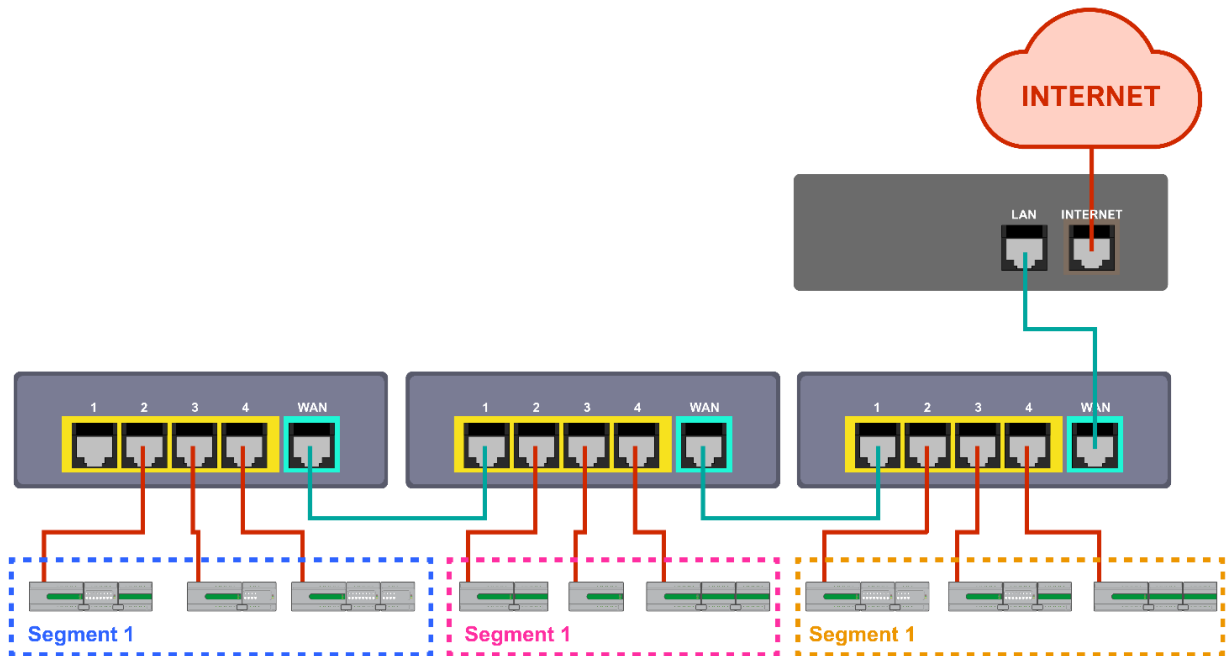 INTERNET
LAN INTERNET
1 2 3 4 WAN
1 2 3 4 WAN
1 2 3 4 WAN
Segment 1
Segment 1
Segment 1